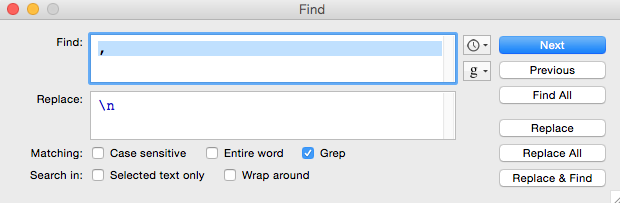 Find
Find:
,
g
Next
Previous
Find All
Replace:
\n
Replace
Replace All
Replace & Find
Matching:
Case sensitive
Entire word
Grep
Search in:
Selected text only
Wrap around